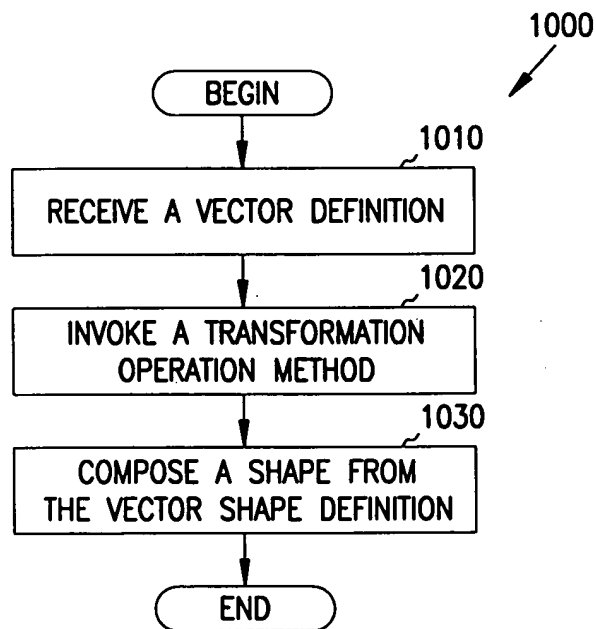 1000
BEGIN
1010
RECEIVE A VECTOR DEFINITION
1020
INVOKE A TRANSFORMATION
OPERATION METHOD
1030
COMPOSE A SHAPE FROM
THE VECTOR SHAPE DEFINITION
END